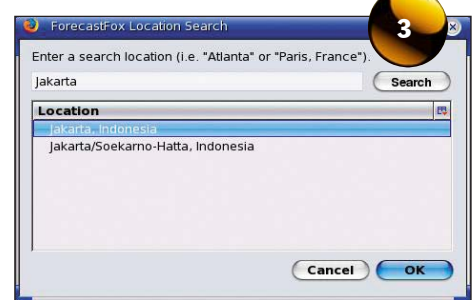 ForecastFox Location Search
3
Enter a search location (i.e. "Atlanta" or "Paris, France").
Jakarta
Search
Location
Jakarta, Indonesia
Jakarta/Soekarno-Hatta, Indonesia
Cancel
OK